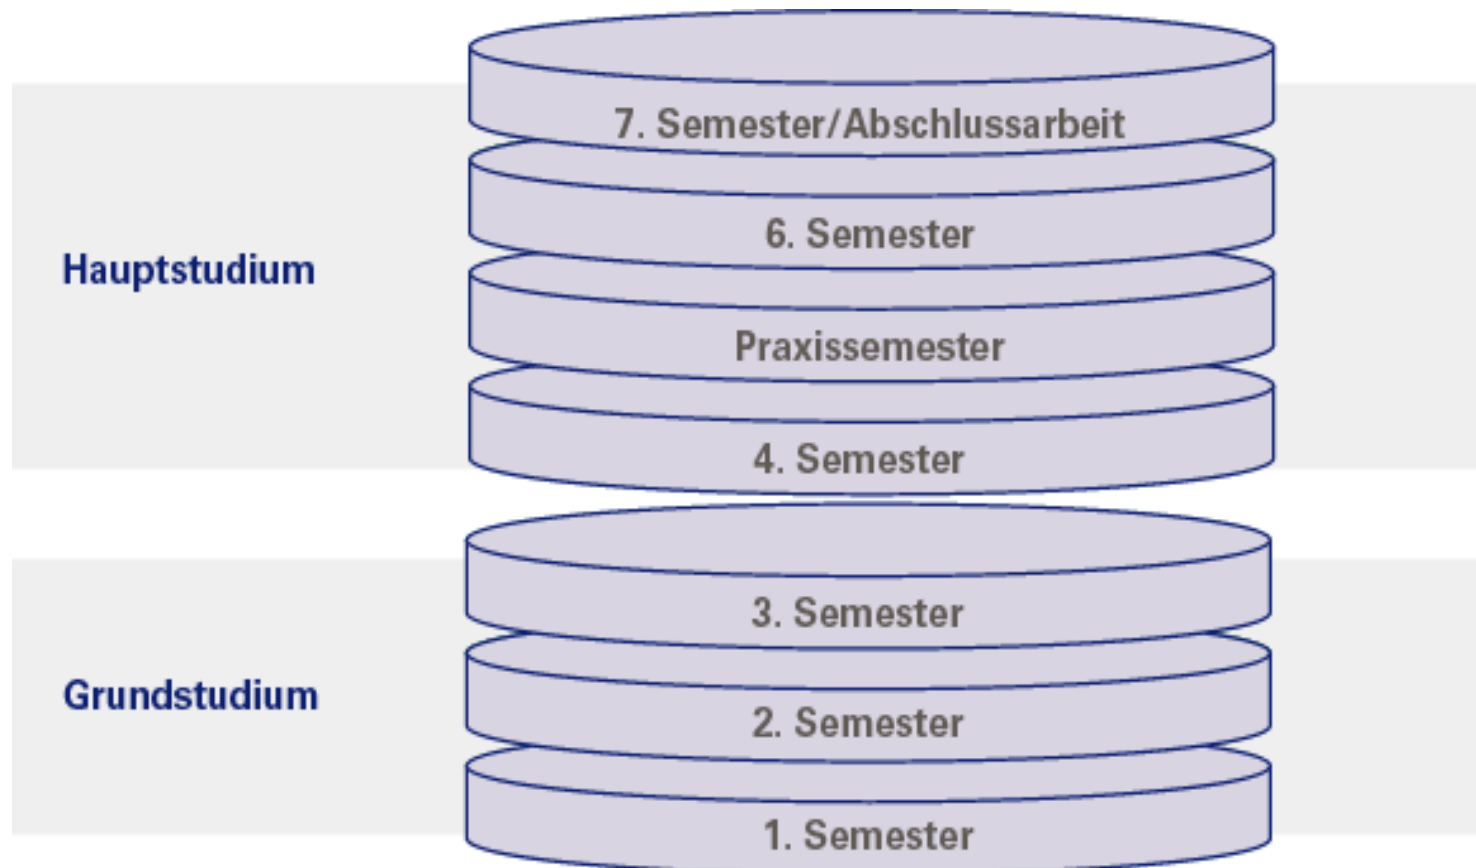 7. Semester/Abschlussarbeit
6. Semester
Hauptstudium
Praxissemester
4. Semester
3. Semester
Grundstudium
2. Semester
1. Semester